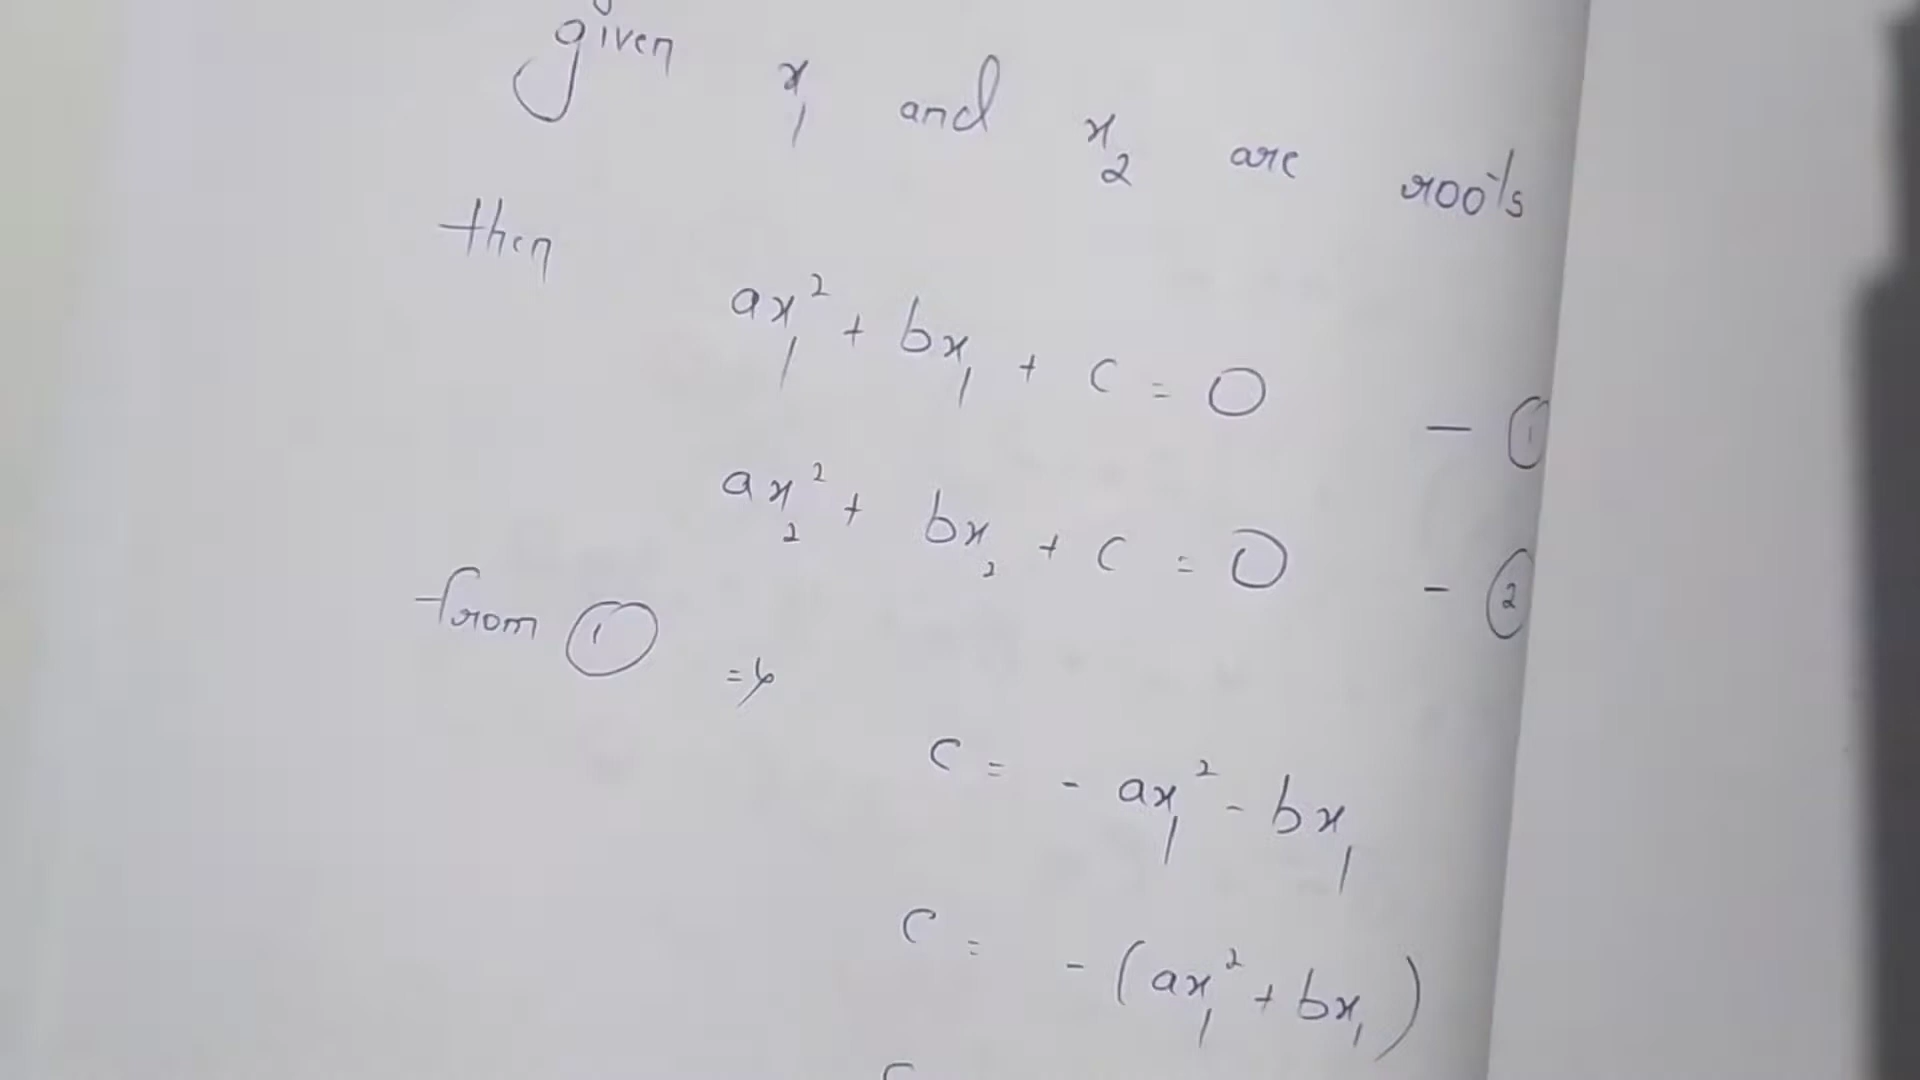 given x₁ and x₂ are roots
then
ax₁² + bx₁ + c = 0 — ①
ax₂² + bx₂ + c = 0 - ②
from ① =>
c = - ax₁² - bx₁
c = - (ax₁² + bx₁)